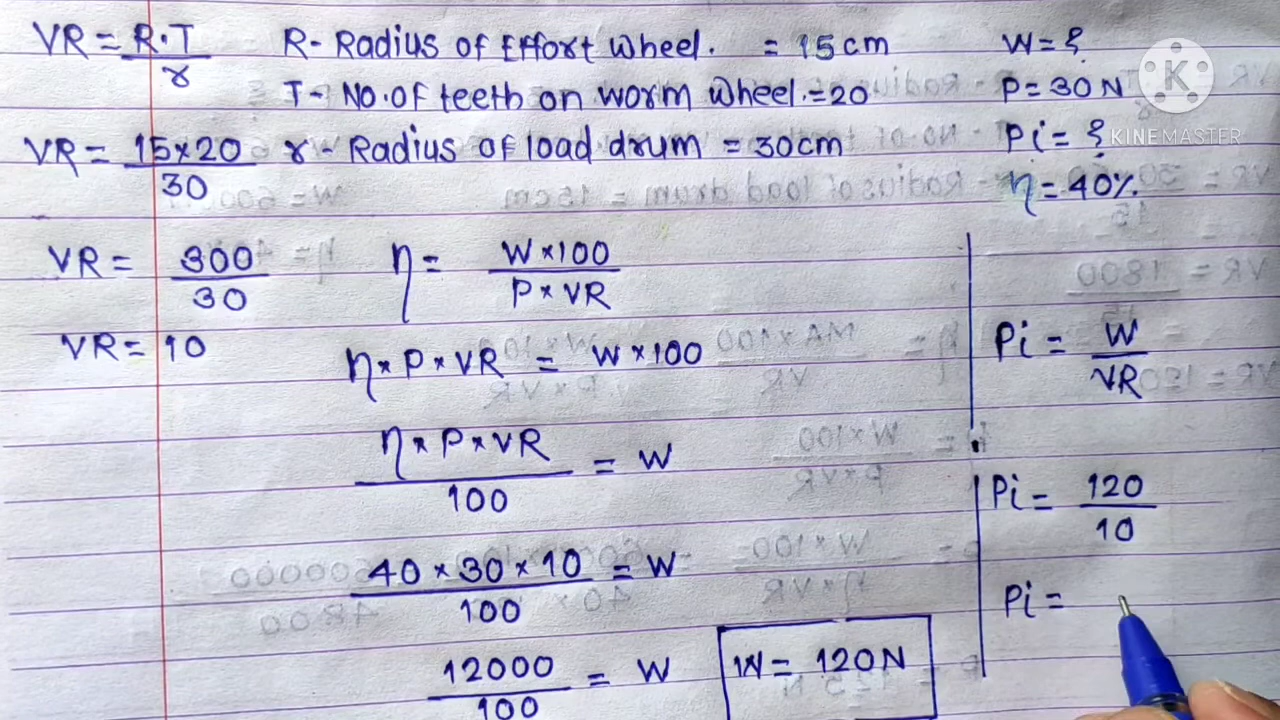 VR = R·T / r R - Radius of Effort wheel. = 15 cm W = ?
T - No. of teeth on worm wheel. = 20 P = 30 N
VR = 15 × 20 / 30 r - Radius of load drum = 30 cm Pi = ?
K
KINEMASTER
η = 40%.
VR = 300 / 30 η = W × 100 / P × VR
VR = 10 η × P × VR = W × 100 Pi = W / VR
η × P × VR / 100 = W Pi = 120 / 10
40 × 30 × 10 / 100 = W Pi =
12000 / 100 = W W = 120 N